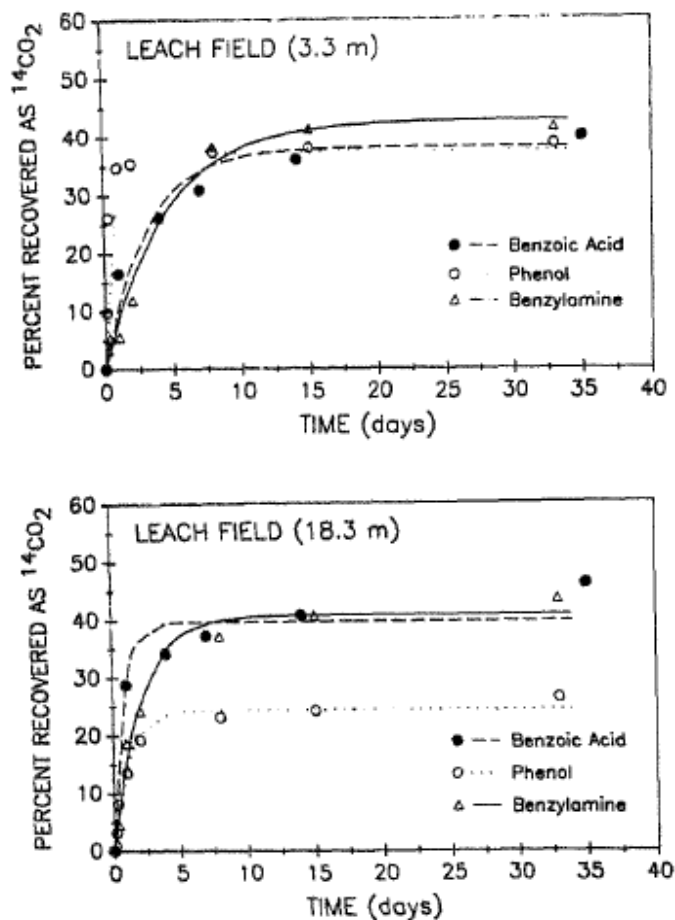 60
50
40
30
20
10
0
PERCENT RECOVERED AS ¹⁴CO₂
LEACH FIELD (3.3 m)
Benzoic Acid
Phenol
Benzylamine
0 5 10 15 20 25 30 35 40
TIME (days)
60
50
40
30
20
10
0
PERCENT RECOVERED AS ¹⁴CO₂
LEACH FIELD (18.3 m)
Benzoic Acid
Phenol
Benzylamine
0 5 10 15 20 25 30 35 40
TIME (days)